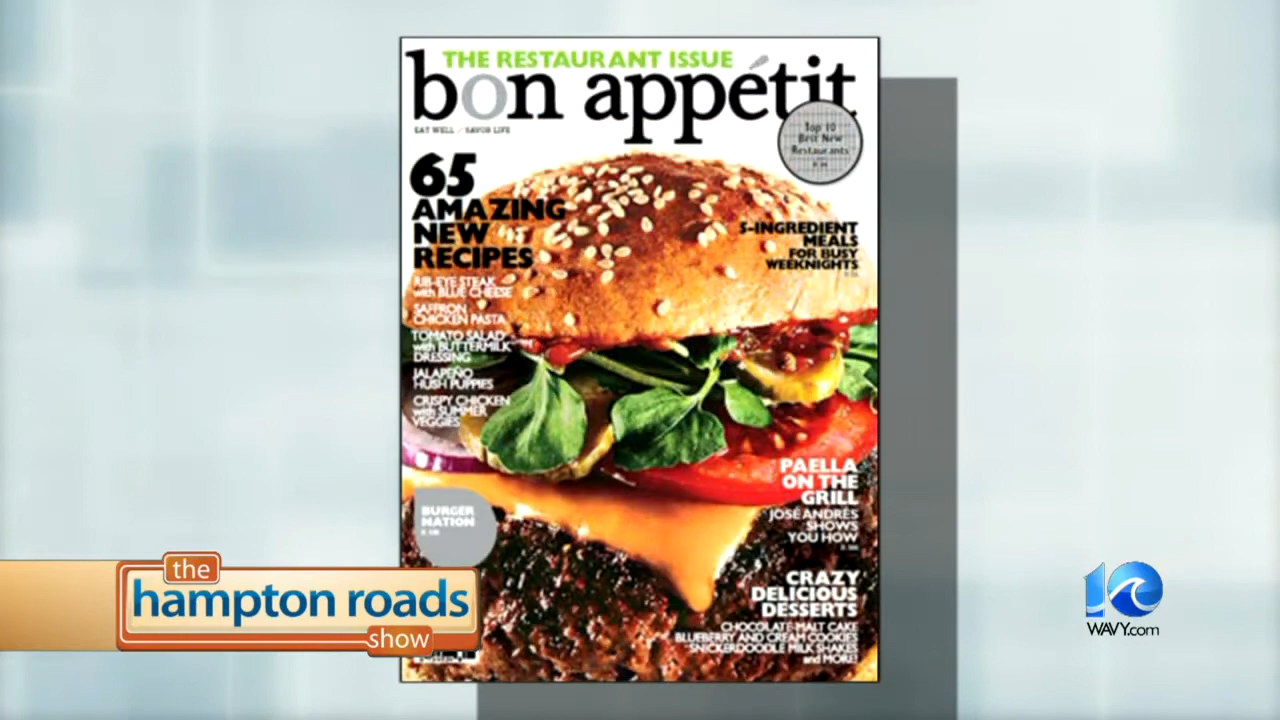 THE RESTAURANT ISSUE
bon appétit
EAT WELL / SAVOR LIFE
Top 10
Best New
Restaurants
65
AMAZING
NEW
RECIPES
RIB-EYE STEAK
with BLUE CHEESE
SAFFRON
CHICKEN PASTA
TOMATO SALAD
with BUTTERMILK
DRESSING
JALAPEÑO
HUSH PUPPIES
CRISPY CHICKEN
with SUMMER
VEGGIES
5-INGREDIENT
MEALS
FOR BUSY
WEEKNIGHTS
BURGER
NATION
PAELLA
ON THE
GRILL
JOSÉ ANDRÉS
SHOWS
YOU HOW
CRAZY
DELICIOUS
DESSERTS
CHOCOLATE-MALT CAKE
BLUEBERRY AND CREAM COOKIES
SNICKERDOODLE MILK SHAKES
and MORE!
the
hampton roads
show
10
WAVY.com